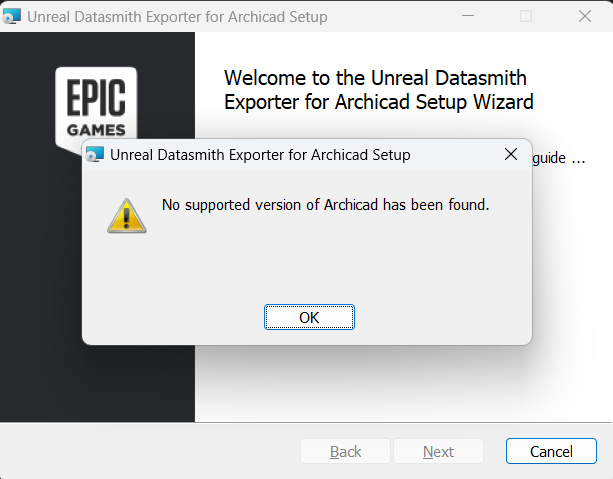 Unreal Datasmith Exporter for Archicad Setup
EPIC
GAMES
Welcome to the Unreal Datasmith
Exporter for Archicad Setup Wizard
guide ...
Unreal Datasmith Exporter for Archicad Setup
No supported version of Archicad has been found.
OK
Back
Next
Cancel